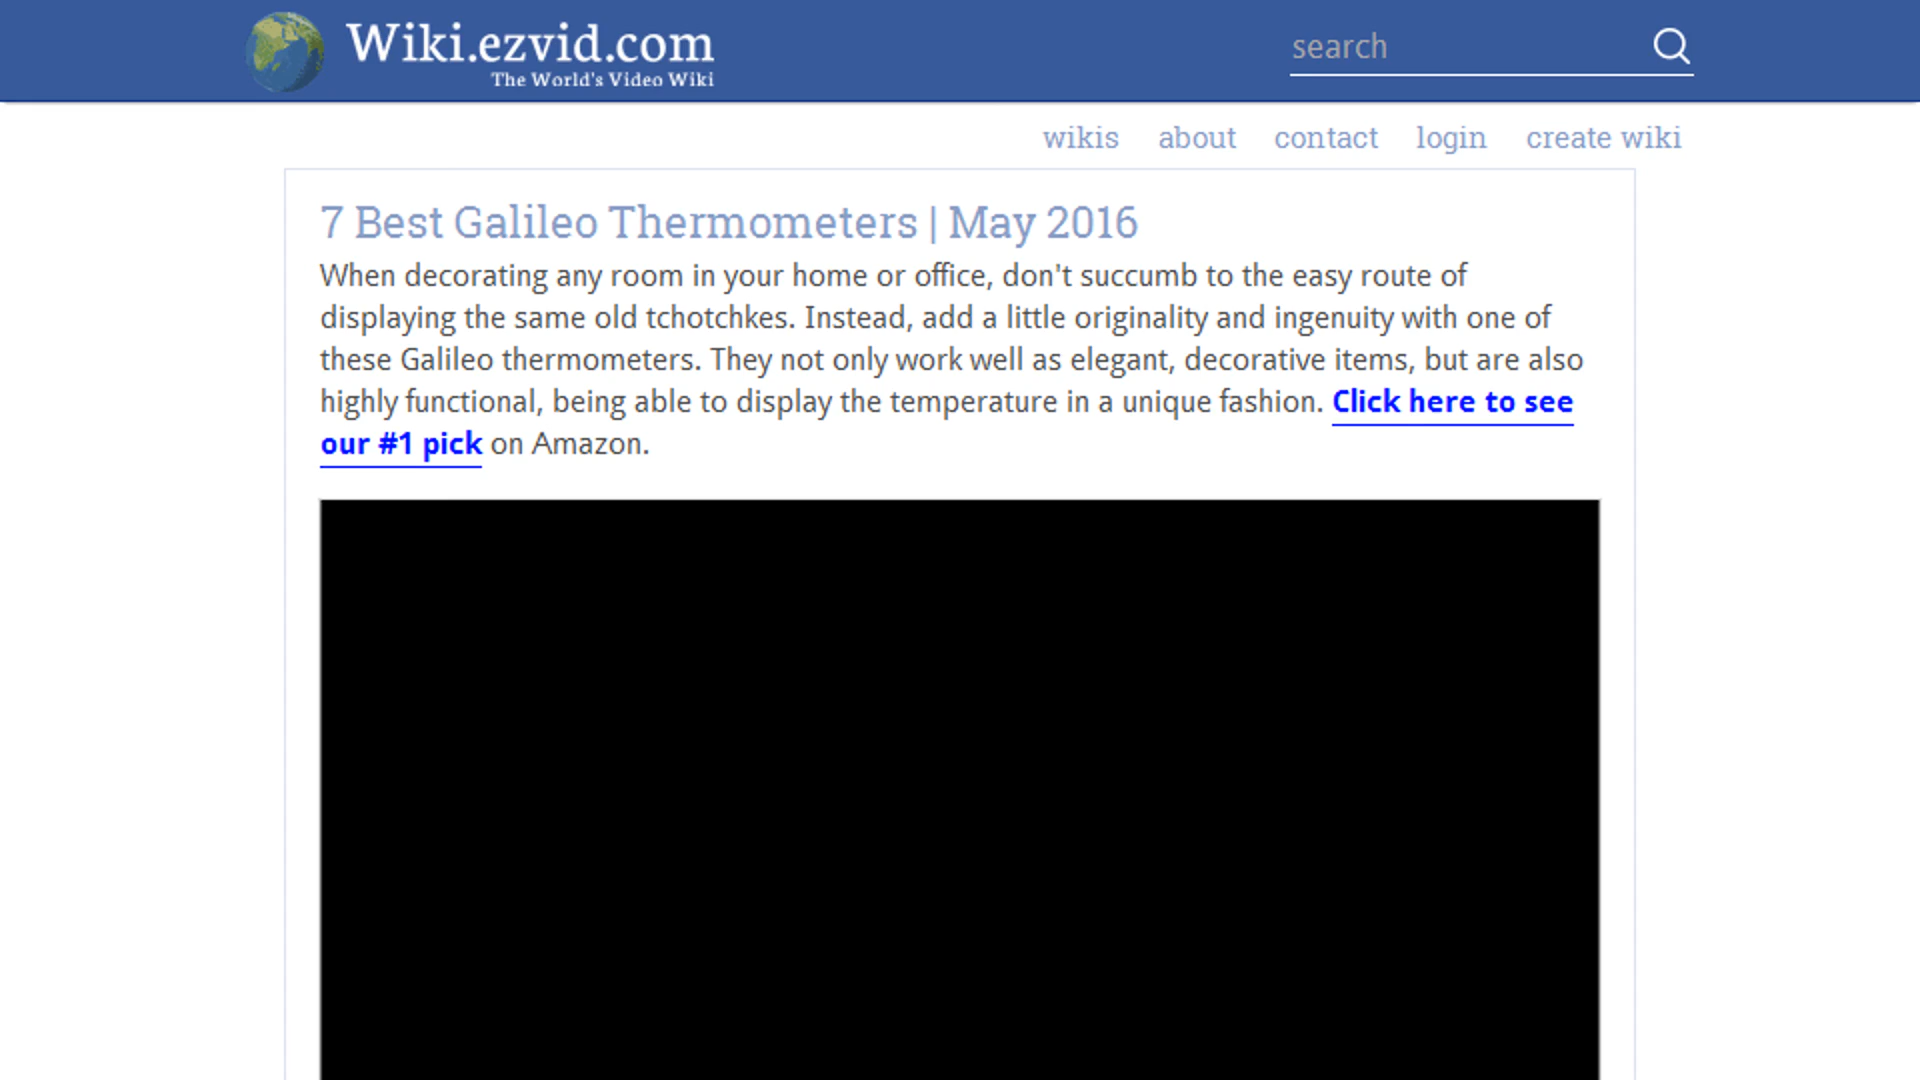 Wiki.ezvid.com
The World's Video Wiki
search
wikis about contact login create wiki
7 Best Galileo Thermometers | May 2016
When decorating any room in your home or office, don't succumb to the easy route of
displaying the same old tchotchkes. Instead, add a little originality and ingenuity with one of
these Galileo thermometers. They not only work well as elegant, decorative items, but are also
highly functional, being able to display the temperature in a unique fashion. Click here to see
our #1 pick on Amazon.